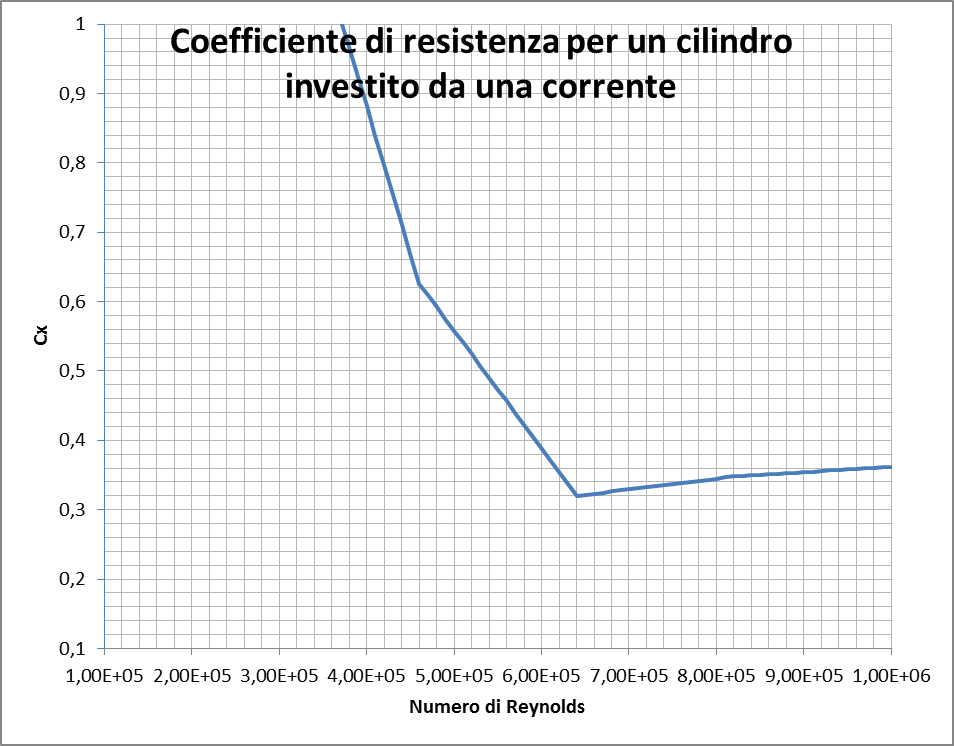 Coefficiente di resistenza per un cilindro
investito da una corrente
1
0,9
0,8
0,7
0,6
0,5
0,4
0,3
0,2
0,1
Cx
1,00E+05 2,00E+05 3,00E+05 4,00E+05 5,00E+05 6,00E+05 7,00E+05 8,00E+05 9,00E+05 1,00E+06
Numero di Reynolds